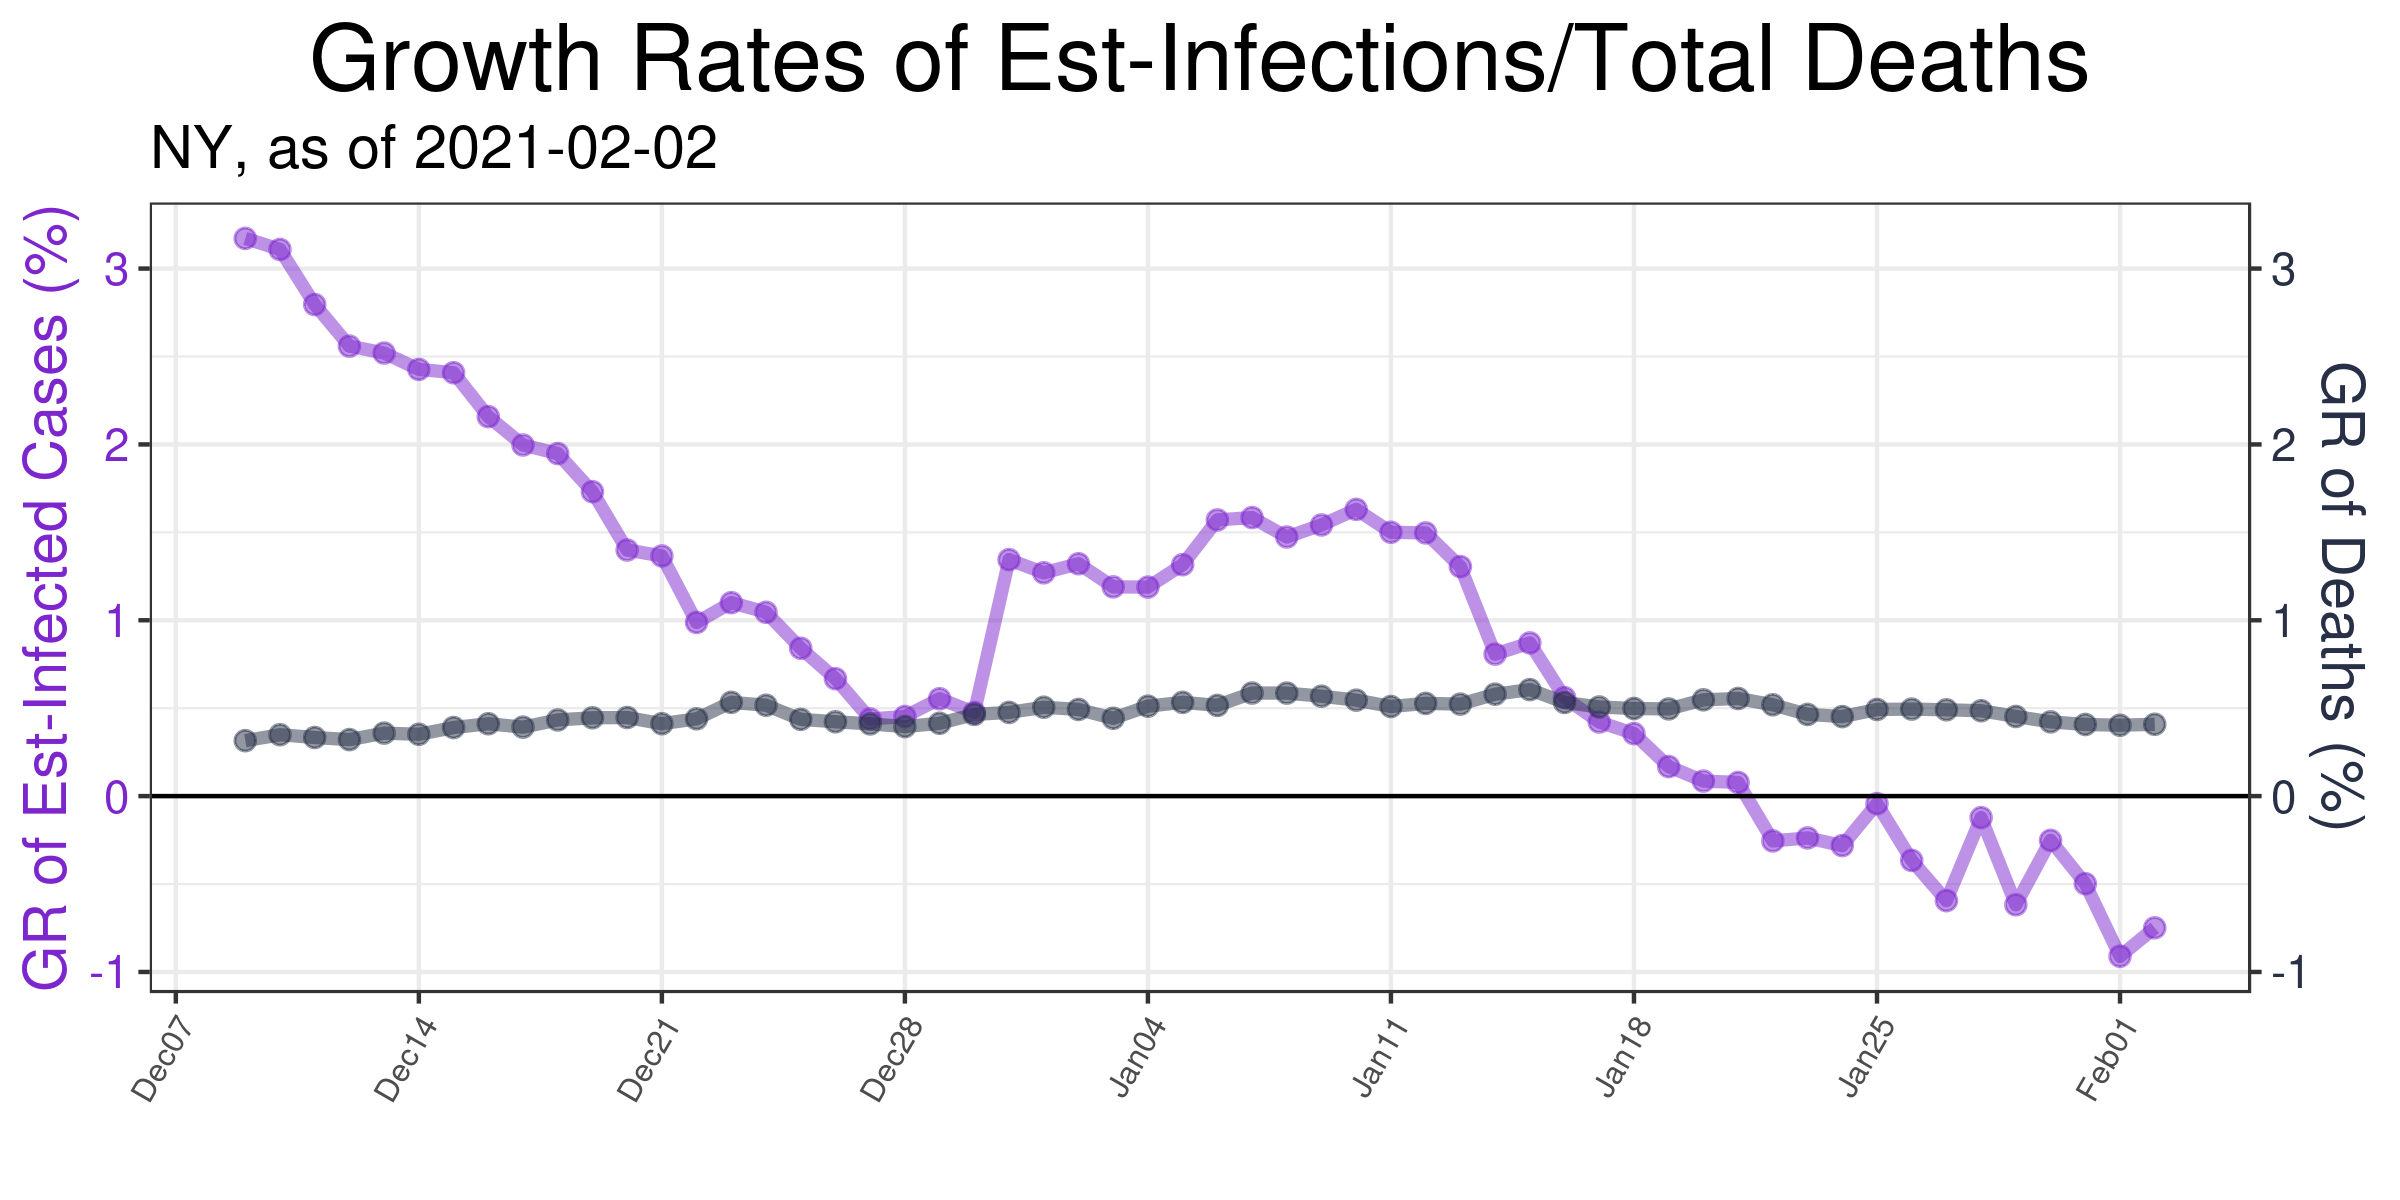 Growth Rates of Est-Infections/Total Deaths
NY, as of 2021-02-02
GR of Est-Infected Cases (%)
3
2
1
0
-1
3
2
1
0
-1
GR of Deaths (%)
Dec07
Dec14
Dec21
Dec28
Jan04
Jan11
Jan18
Jan25
Feb01